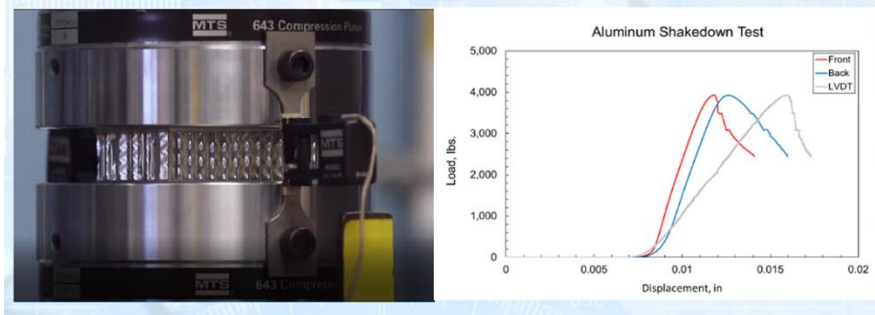 MTS 643 Compression
MTS
MTS 643 Compression
Aluminum Shakedown Test
5,000
4,000
3,000
2,000
1,000
0
Load, lbs.
0
0.005
0.01
0.015
0.02
Displacement, in
Front
Back
LVDT